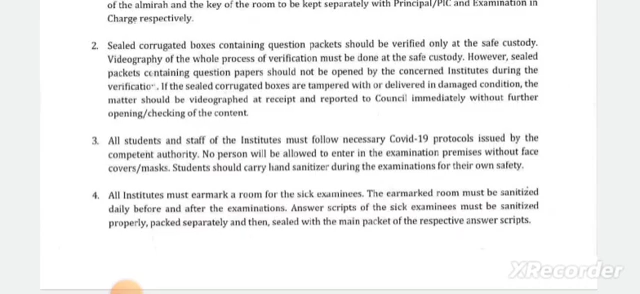 of the almirah and the key of the room to be kept separately with Principal/PIC and Examination in
Charge respectively.
2. Sealed corrugated boxes containing question packets should be verified only at the safe custody.
Videography of the whole process of verification must be done at the safe custody. However, sealed
packets containing question papers should not be opened by the concerned Institutes during the
verification. If the sealed corrugated boxes are tampered with or delivered in damaged condition, the
matter should be videographed at receipt and reported to Council immediately without further
opening/checking of the content.
3. All students and staff of the Institutes must follow necessary Covid-19 protocols issued by the
competent authority. No person will be allowed to enter in the examination premises without face
covers/masks. Students should carry hand sanitizer during the examinations for their own safety.
4. All Institutes must earmark a room for the sick examinees. The earmarked room must be sanitized
daily before and after the examinations. Answer scripts of the sick examinees must be sanitized
properly, packed separately and then, sealed with the main packet of the respective answer scripts.
XRecorder